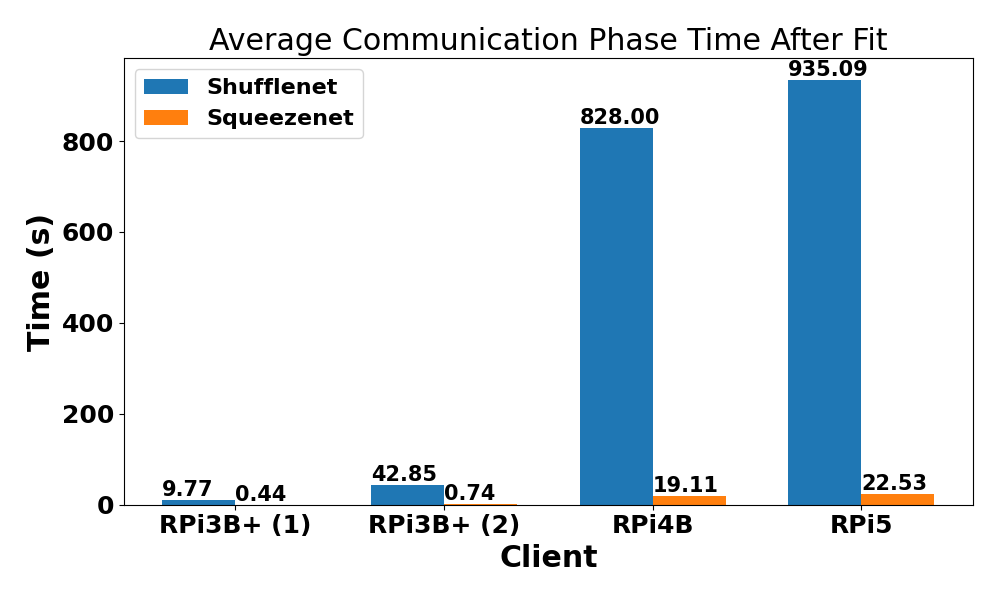 Average Communication Phase Time After Fit
Shufflenet
Squeezenet
Time (s)
800
600
400
200
0
9.77
0.44
42.85
0.74
828.00
19.11
935.09
22.53
RPi3B+ (1)
RPi3B+ (2)
RPi4B
RPi5
Client